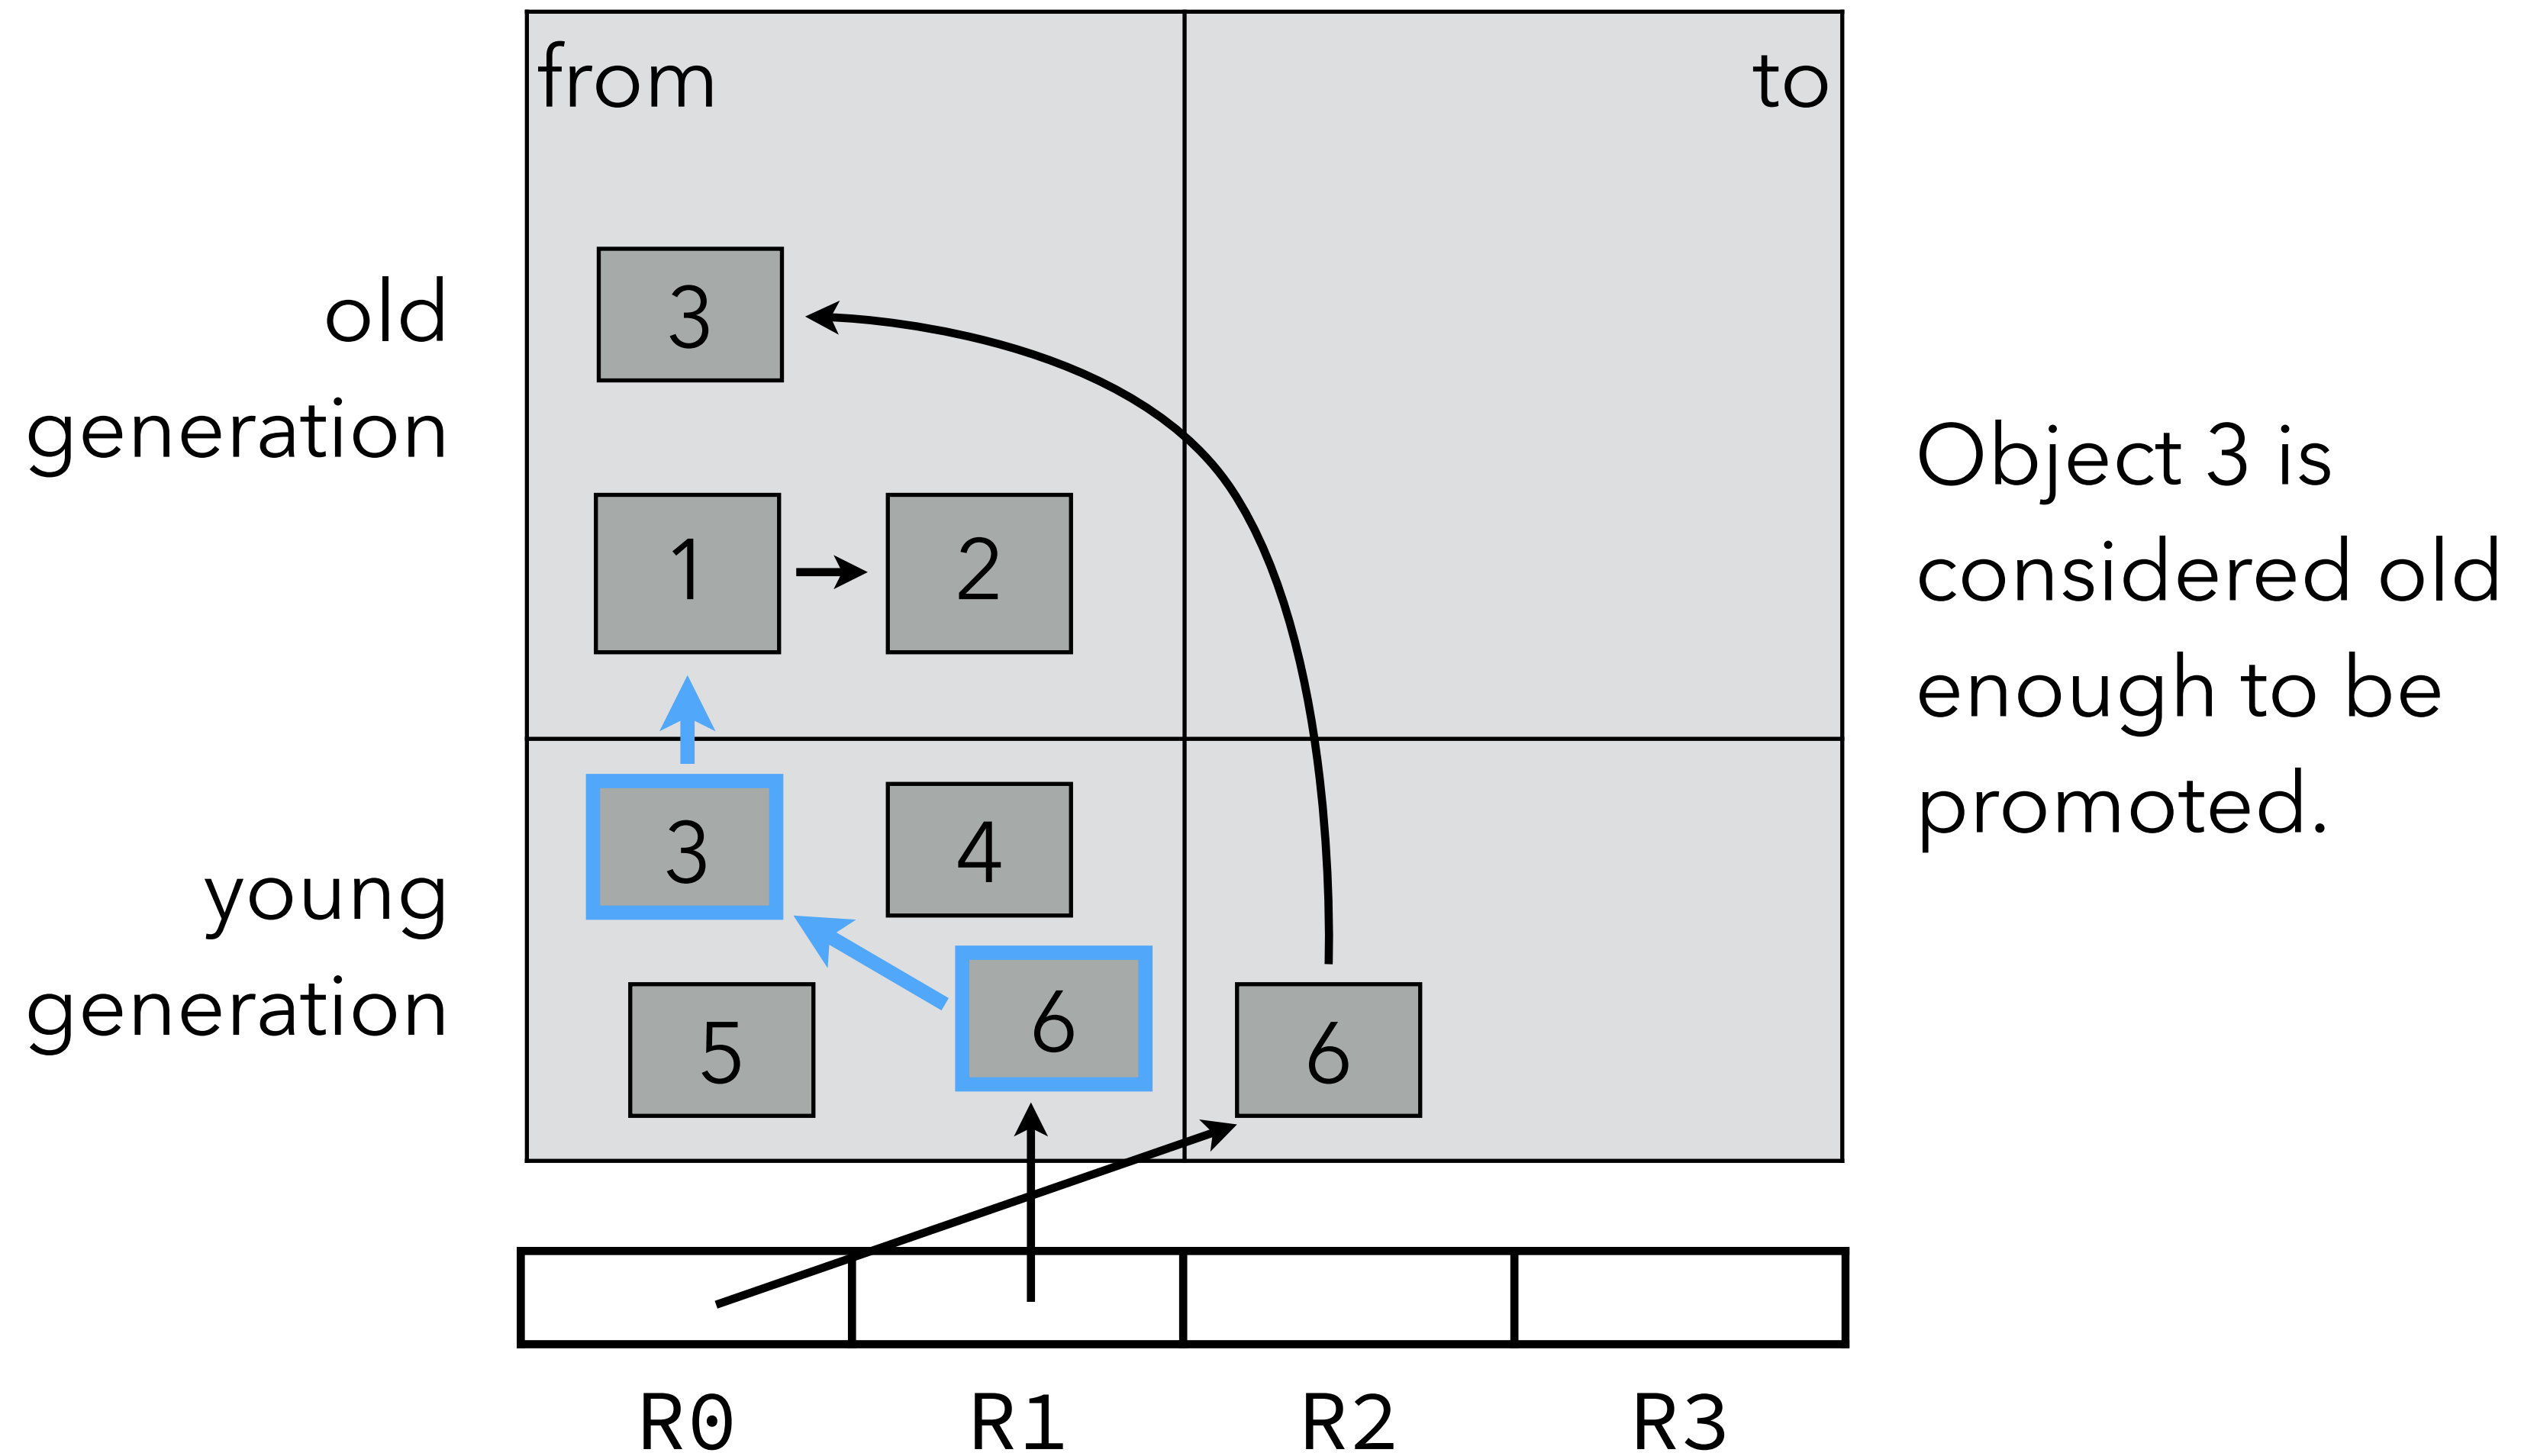 from
to
old
generation
3
1
2
Object 3 is
considered old
enough to be
promoted.
young
generation
3
4
5
6
6
R0
R1
R2
R3